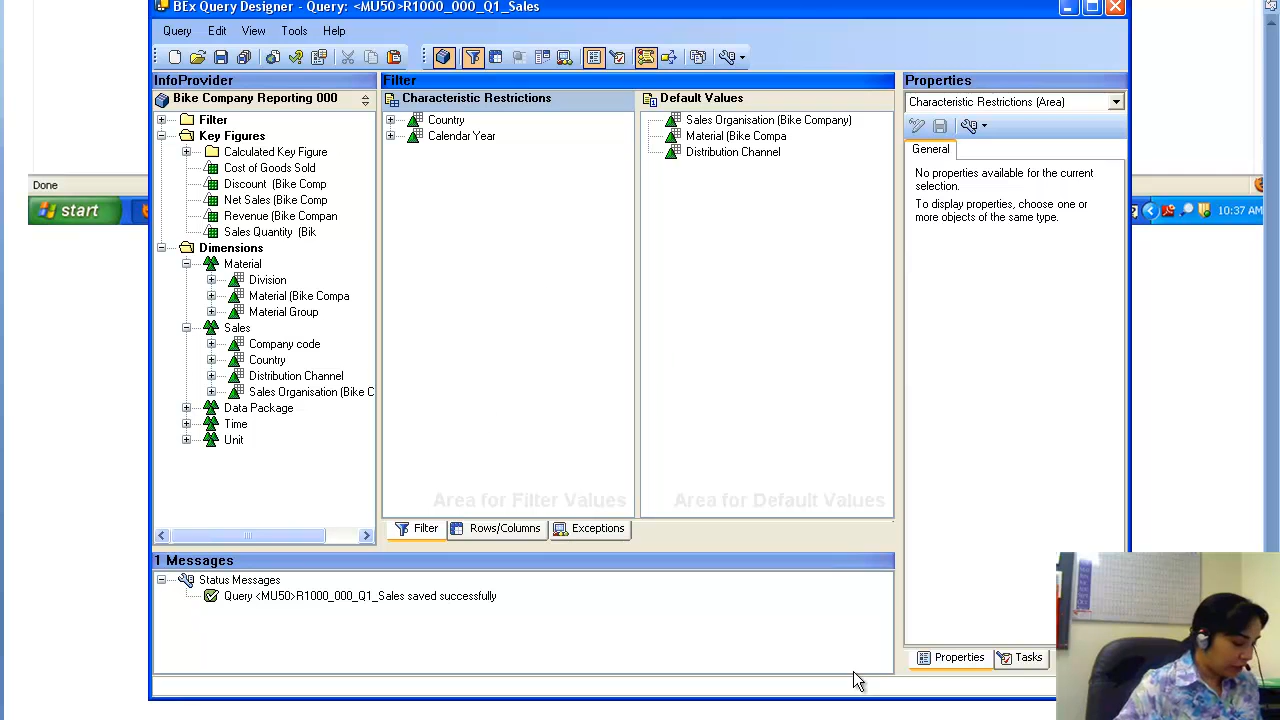 BEx Query Designer - Query: <MU50>R1000_000_Q1_Sales
Query Edit View Tools Help
InfoProvider
Bike Company Reporting 000
Filter
Key Figures
Calculated Key Figure
Cost of Goods Sold
Discount (Bike Comp
Net Sales (Bike Comp
Revenue (Bike Compan
Sales Quantity (Bik
Dimensions
Material
Division
Material (Bike Compa
Material Group
Sales
Company code
Country
Distribution Channel
Sales Organisation (Bike C
Data Package
Time
Unit
Filter
Characteristic Restrictions
Country
Calendar Year
Area for Filter Values
Default Values
Sales Organisation (Bike Company)
Material (Bike Compa
Distribution Channel
Area for Default Values
Filter Rows/Columns Exceptions
Properties
Characteristic Restrictions (Area)
General
No properties available for the current
selection.
To display properties, choose one or
more objects of the same type.
Properties Tasks
1 Messages
Status Messages
Query <MU50>R1000_000_Q1_Sales saved successfully
Done
start
10:37 AM